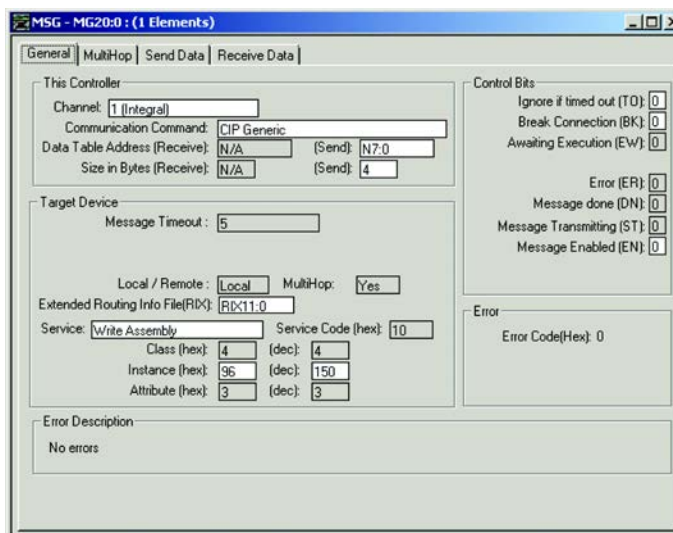 MSG - MG20:0 : (1 Elements)
General MultiHop Send Data Receive Data
This Controller
Channel: 1 (Integral)
Communication Command: CIP Generic
Data Table Address (Receive): N/A (Send): N7:0
Size in Bytes (Receive): N/A (Send): 4
Target Device
Message Timeout : 5
Local / Remote : Local MultiHop: Yes
Extended Routing Info File(RIX): RIX11:0
Service: Write Assembly Service Code (hex): 10
Class (hex): 4 (dec): 4
Instance (hex): 96 (dec): 150
Attribute (hex): 3 (dec): 3
Control Bits
Ignore if timed out (TO): 0
Break Connection (BK): 0
Awaiting Execution (EW): 0
Error (ER): 0
Message done (DN): 0
Message Transmitting (ST): 0
Message Enabled (EN): 0
Error
Error Code(Hex): 0
Error Description
No errors